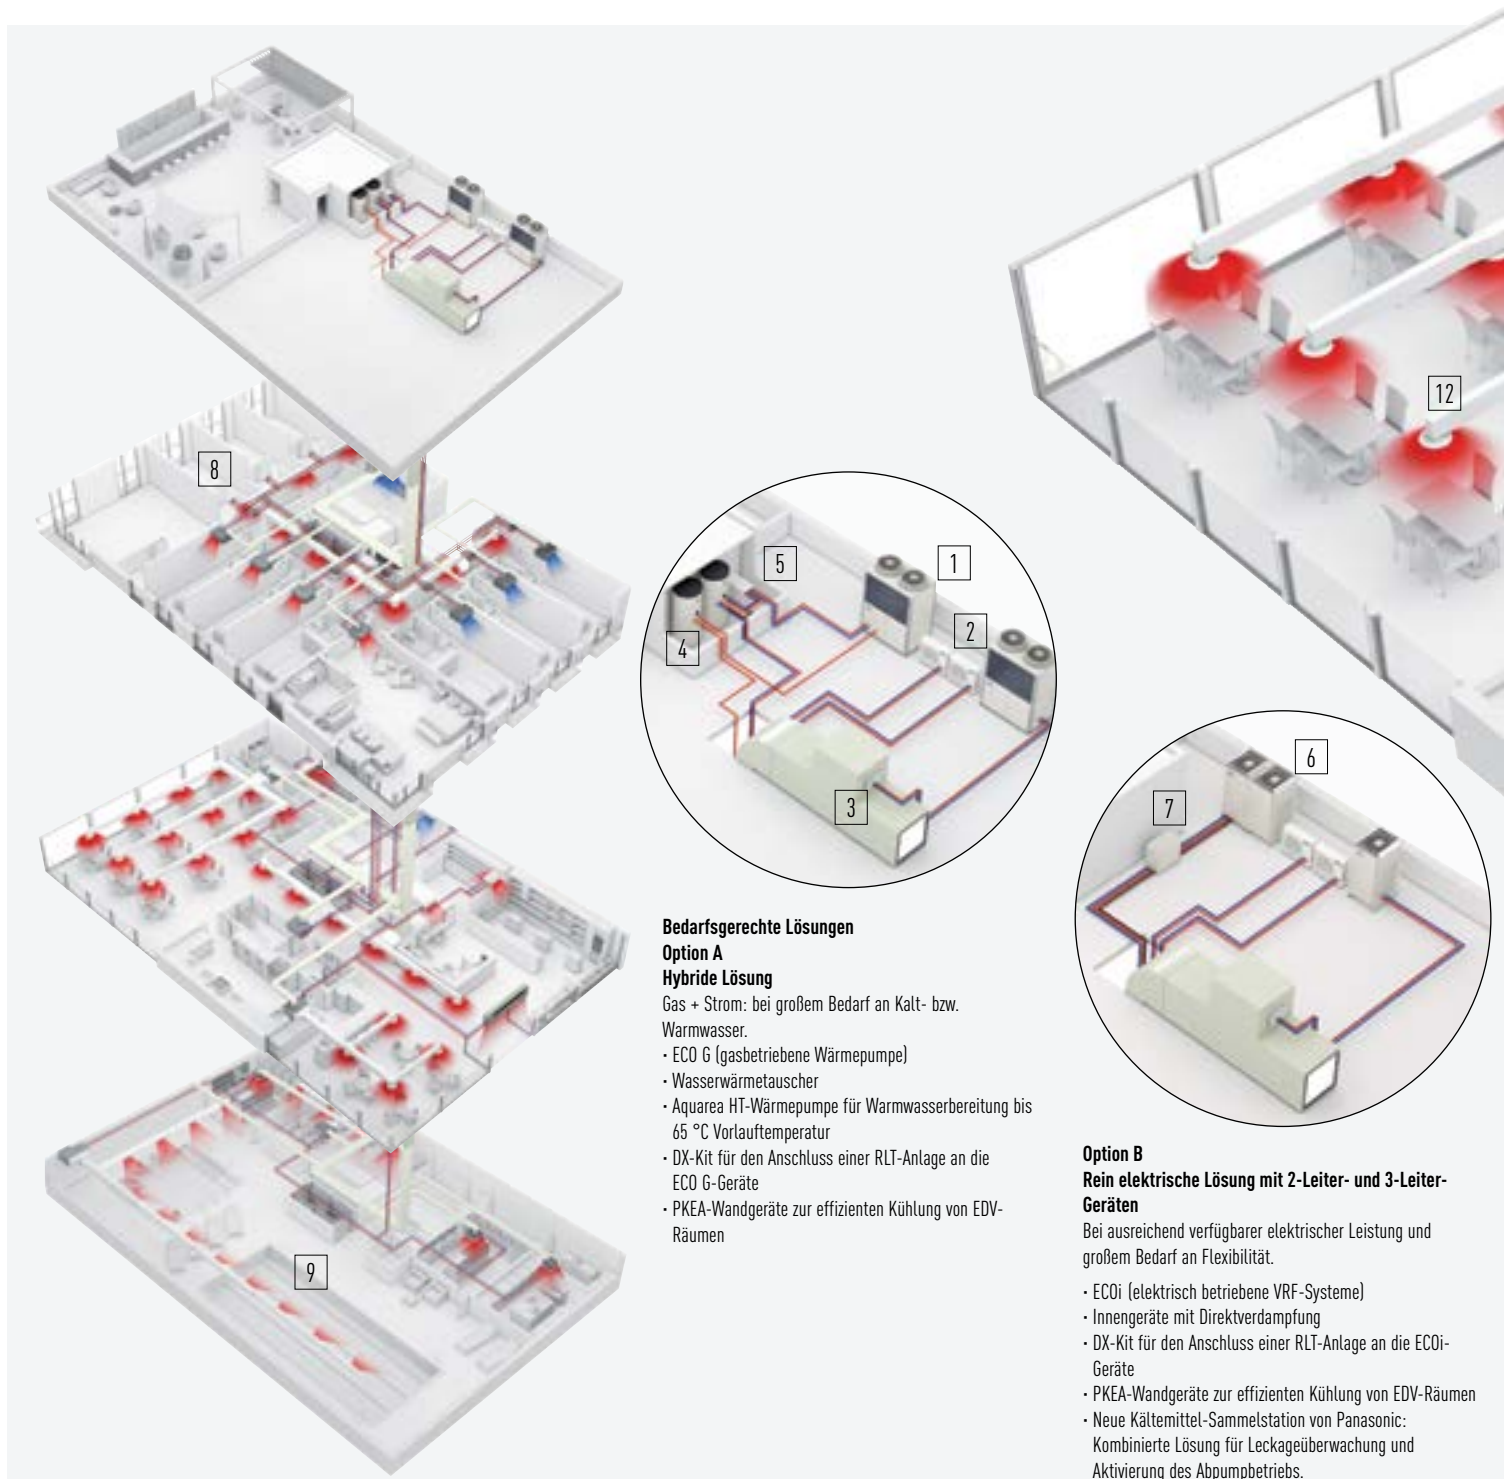 8
12
5
1
2
4
3
6
7
9
Bedarfsgerechte Lösungen
Option A
Hybride Lösung
Gas + Strom: bei großem Bedarf an Kalt- bzw.
Warmwasser.
· ECO G (gasbetriebene Wärmepumpe)
· Wasserwärmetauscher
· Aquarea HT-Wärmepumpe für Warmwasserbereitung bis
65 °C Vorlauftemperatur
· DX-Kit für den Anschluss einer RLT-Anlage an die
ECO G-Geräte
· PKEA-Wandgeräte zur effizienten Kühlung von EDV-
Räumen
Option B
Rein elektrische Lösung mit 2-Leiter- und 3-Leiter-
Geräten
Bei ausreichend verfügbarer elektrischer Leistung und
großem Bedarf an Flexibilität.
· ECOi (elektrisch betriebene VRF-Systeme)
· Innengeräte mit Direktverdampfung
· DX-Kit für den Anschluss einer RLT-Anlage an die ECOi-
Geräte
· PKEA-Wandgeräte zur effizienten Kühlung von EDV-Räumen
· Neue Kältemittel-Sammelstation von Panasonic:
Kombinierte Lösung für Leckageüberwachung und
Aktivierung des Abpumpbetriebs.